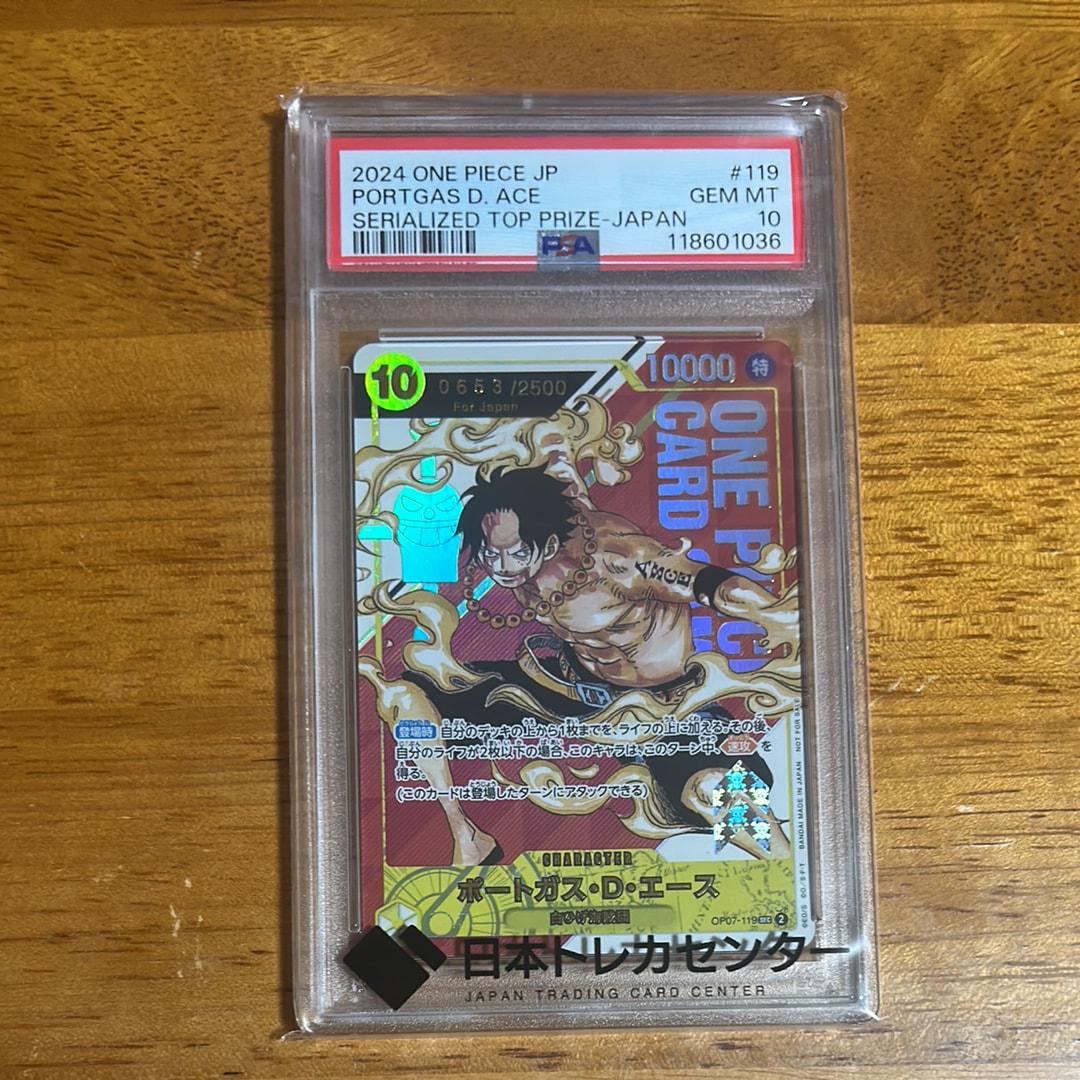 2024 ONE PIECE JP #119
PORTGAS D. ACE GEM MT
SERIALIZED TOP PRIZE-JAPAN 10
PSA 118601036
10 0653/2500 10000 特
For Japan
ONE PIECE
CARD
ASCE
登場時 自分のデッキの上から1枚までを、ライフの上に加える。その後、
自分のライフが2枚以下の場合、このキャラは、このターン中、速攻を
得る。
(このカードは登場したターンにアタックできる)
BANDAI MADE IN JAPAN NOT FOR SALE
CHARACTER
ポートガス・D・エース
白ひげ海賊団
OP07-119 SEC 2
日本トレカセンター
JAPAN TRADING CARD CENTER